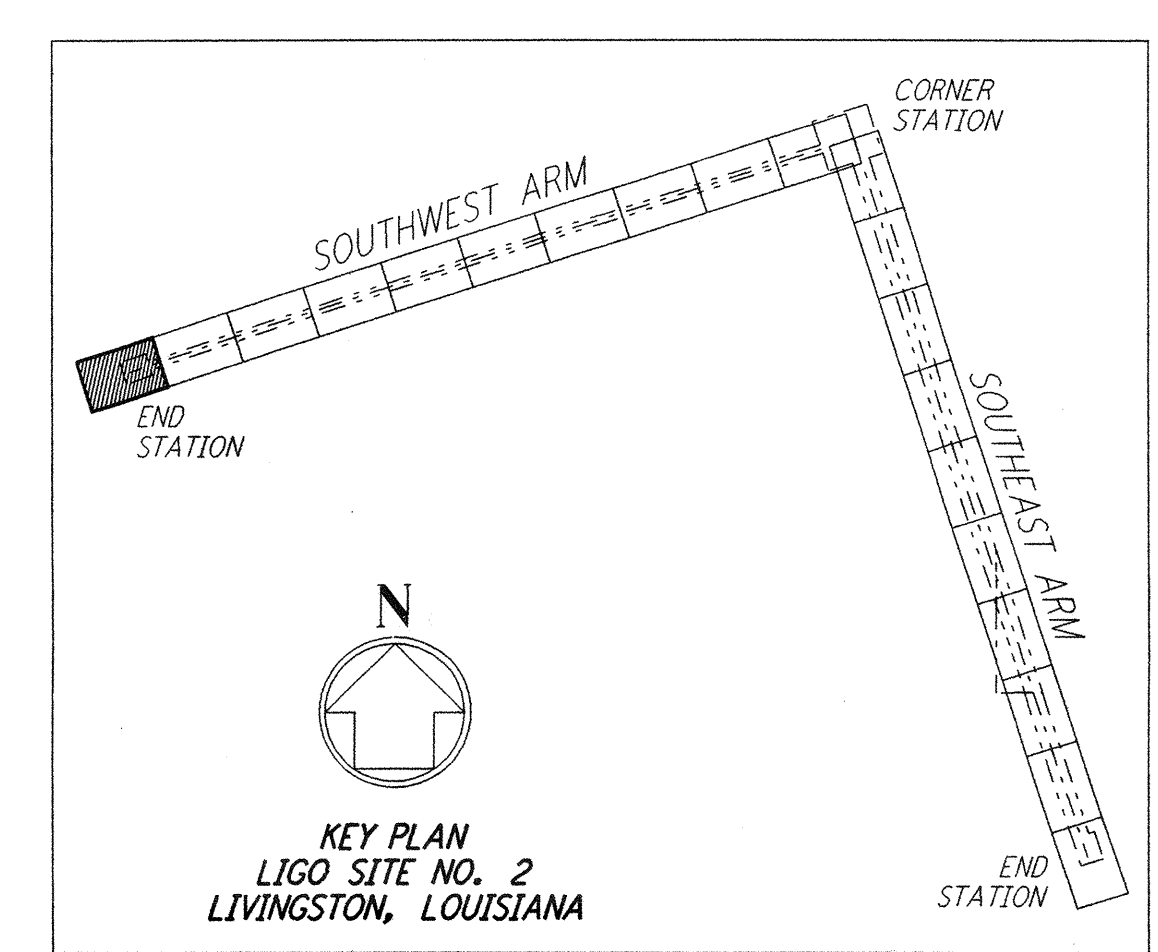 CORNER
STATION
SOUTHWEST ARM
END
STATION
SOUTHEAST ARM
N
KEY PLAN
LIGO SITE NO. 2
LIVINGSTON, LOUISIANA
END
STATION